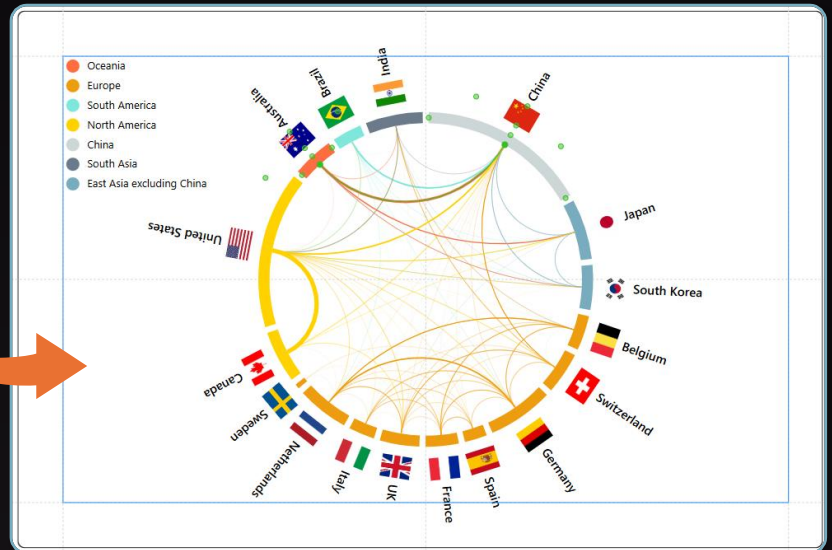 Oceania
Europe
South America
North America
China
South Asia
East Asia excluding China
India
Brazil
Australia
China
Japan
United States
South Korea
Belgium
Switzerland
Canada
Sweden
Netherlands
Italy
UK
France
Spain
Germany